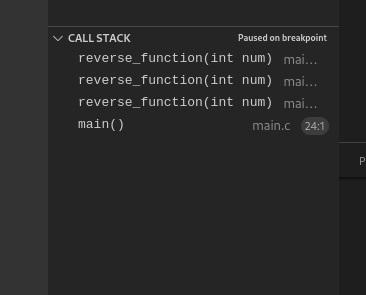 CALL STACK Paused on breakpoint
reverse_function(int num) mai...
reverse_function(int num) mai...
reverse_function(int num) mai...
main() main.c 24:1
P